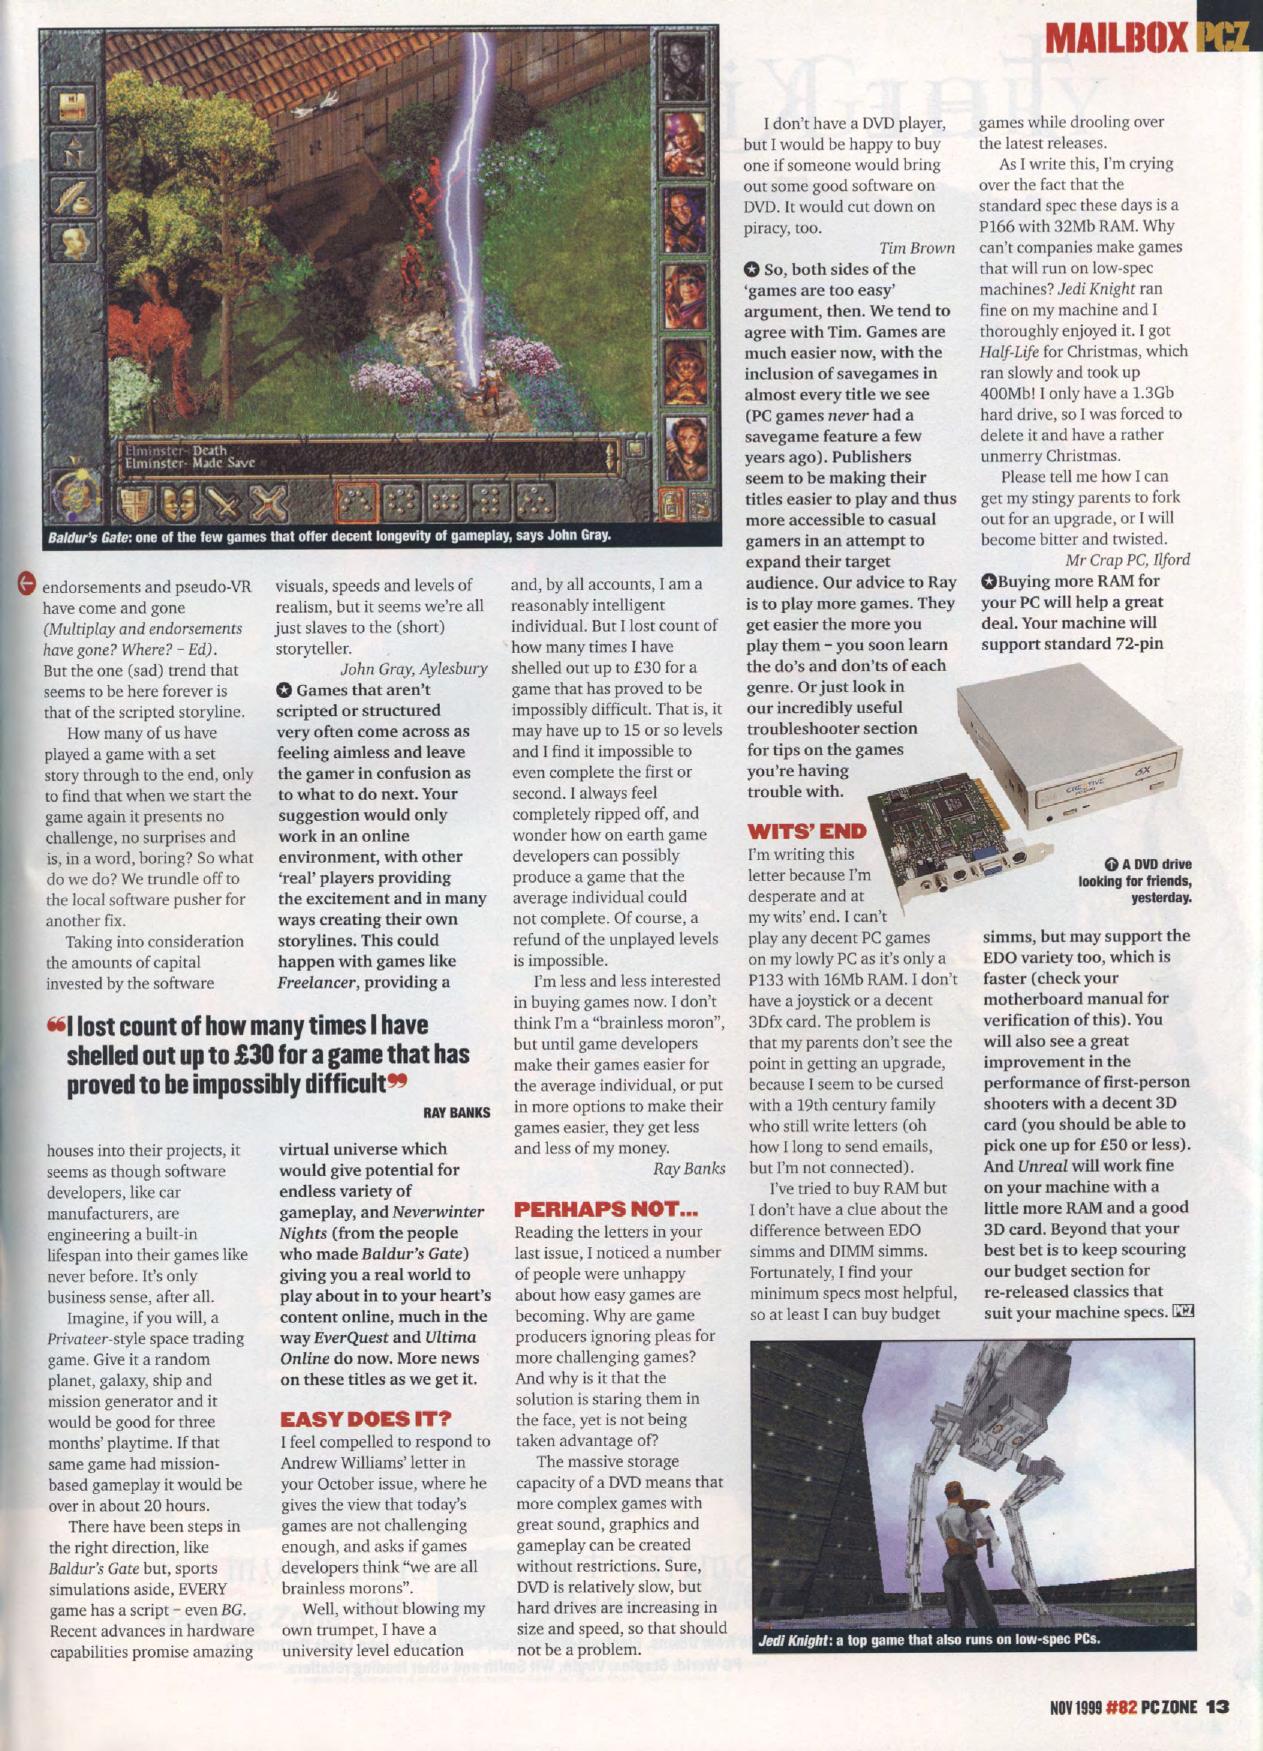 MAILBOX PCZ
Elminster- Death
Elminster- Made Save
Baldur's Gate: one of the few games that offer decent longevity of gameplay, says John Gray.
endorsements and pseudo-VR
have come and gone
(Multiplay and endorsements
have gone? Where? – Ed).
But the one (sad) trend that
seems to be here forever is
that of the scripted storyline.
How many of us have
played a game with a set
story through to the end, only
to find that when we start the
game again it presents no
challenge, no surprises and
is, in a word, boring? So what
do we do? We trundle off to
the local software pusher for
another fix.
Taking into consideration
the amounts of capital
invested by the software
houses into their projects, it
seems as though software
developers, like car
manufacturers, are
engineering a built-in
lifespan into their games like
never before. It's only
business sense, after all.
Imagine, if you will, a
Privateer-style space trading
game. Give it a random
planet, galaxy, ship and
mission generator and it
would be good for three
months' playtime. If that
same game had mission-
based gameplay it would be
over in about 20 hours.
There have been steps in
the right direction, like
Baldur's Gate but, sports
simulations aside, EVERY
game has a script – even BG.
Recent advances in hardware
capabilities promise amazing
visuals, speeds and levels of
realism, but it seems we're all
just slaves to the (short)
storyteller.
John Gray, Aylesbury
Games that aren't
scripted or structured
very often come across as
feeling aimless and leave
the gamer in confusion as
to what to do next. Your
suggestion would only
work in an online
environment, with other
'real' players providing
the excitement and in many
ways creating their own
storylines. This could
happen with games like
Freelancer, providing a
“I lost count of how many times I have
shelled out up to £30 for a game that has
proved to be impossibly difficult”
RAY BANKS
virtual universe which
would give potential for
endless variety of
gameplay, and Neverwinter
Nights (from the people
who made Baldur's Gate)
giving you a real world to
play about in to your heart's
content online, much in the
way EverQuest and Ultima
Online do now. More news
on these titles as we get it.
EASY DOES IT?
I feel compelled to respond to
Andrew Williams' letter in
your October issue, where he
gives the view that today's
games are not challenging
enough, and asks if games
developers think “we are all
brainless morons”.
Well, without blowing my
own trumpet, I have a
university level education
and, by all accounts, I am a
reasonably intelligent
individual. But I lost count of
how many times I have
shelled out up to £30 for a
game that has proved to be
impossibly difficult. That is, it
may have up to 15 or so levels
and I find it impossible to
even complete the first or
second. I always feel
completely ripped off, and
wonder how on earth game
developers can possibly
produce a game that the
average individual could
not complete. Of course, a
refund of the unplayed levels
is impossible.
I'm less and less interested
in buying games now. I don't
think I'm a “brainless moron”,
but until game developers
make their games easier for
the average individual, or put
in more options to make their
games easier, they get less
and less of my money.
Ray Banks
PERHAPS NOT...
Reading the letters in your
last issue, I noticed a number
of people were unhappy
about how easy games are
becoming. Why are game
producers ignoring pleas for
more challenging games?
And why is it that the
solution is staring them in
the face, yet is not being
taken advantage of?
The massive storage
capacity of a DVD means that
more complex games with
great sound, graphics and
gameplay can be created
without restrictions. Sure,
DVD is relatively slow, but
hard drives are increasing in
size and speed, so that should
not be a problem.
I don't have a DVD player,
but I would be happy to buy
one if someone would bring
out some good software on
DVD. It would cut down on
piracy, too.
Tim Brown
So, both sides of the
'games are too easy'
argument, then. We tend to
agree with Tim. Games are
much easier now, with the
inclusion of savegames in
almost every title we see
(PC games never had a
savegame feature a few
years ago). Publishers
seem to be making their
titles easier to play and thus
more accessible to casual
gamers in an attempt to
expand their target
audience. Our advice to Ray
is to play more games. They
get easier the more you
play them – you soon learn
the do's and don'ts of each
genre. Or just look in
our incredibly useful
troubleshooter section
for tips on the games
you're having
trouble with.
WITS' END
I'm writing this
letter because I'm
desperate and at
my wits' end. I can't
play any decent PC games
on my lowly PC as it's only a
P133 with 16Mb RAM. I don't
have a joystick or a decent
3Dfx card. The problem is
that my parents don't see the
point in getting an upgrade,
because I seem to be cursed
with a 19th century family
who still write letters (oh
how I long to send emails,
but I'm not connected).
I've tried to buy RAM but
I don't have a clue about the
difference between EDO
simms and DIMM simms.
Fortunately, I find your
minimum specs most helpful,
so at least I can buy budget
games while drooling over
the latest releases.
As I write this, I'm crying
over the fact that the
standard spec these days is a
P166 with 32Mb RAM. Why
can't companies make games
that will run on low-spec
machines? Jedi Knight ran
fine on my machine and I
thoroughly enjoyed it. I got
Half-Life for Christmas, which
ran slowly and took up
400Mb! I only have a 1.3Gb
hard drive, so I was forced to
delete it and have a rather
unmerry Christmas.
Please tell me how I can
get my stingy parents to fork
out for an upgrade, or I will
become bitter and twisted.
Mr Crap PC, Ilford
Buying more RAM for
your PC will help a great
deal. Your machine will
support standard 72-pin
CREATIVE 6X
A DVD drive
looking for friends,
yesterday.
simms, but may support the
EDO variety too, which is
faster (check your
motherboard manual for
verification of this). You
will also see a great
improvement in the
performance of first-person
shooters with a decent 3D
card (you should be able to
pick one up for £50 or less).
And Unreal will work fine
on your machine with a
little more RAM and a good
3D card. Beyond that your
best bet is to keep scouring
our budget section for
re-released classics that
suit your machine specs. PCZ
Jedi Knight: a top game that also runs on low-spec PCs.
NOV 1999 #82 PC ZONE 13